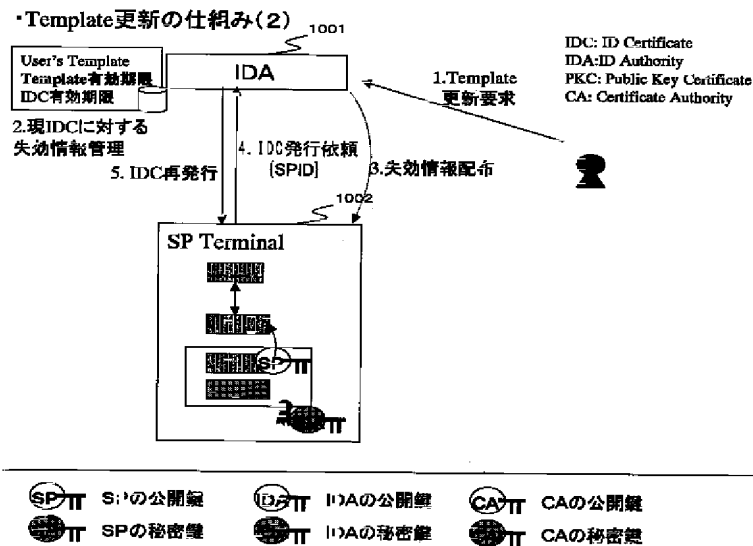 ・Template更新の仕組み(2)
1001
IDC: ID Certificate
IDA:ID Authority
PKC: Public Key Certificate
CA: Certificate Authority
User's Template
Template有効期限
IDC有効期限
IDA
1.Template
更新要求
2.現IDCに対する
失効情報管理
4. IDC発行依頼
[SPID]
5. IDC再発行
3.失効情報配布
1002
SP Terminal
SP
SP
SPの公開鍵
IDA
IDAの公開鍵
CA
CAの公開鍵
SPの秘密鍵
IDAの秘密鍵
CAの秘密鍵